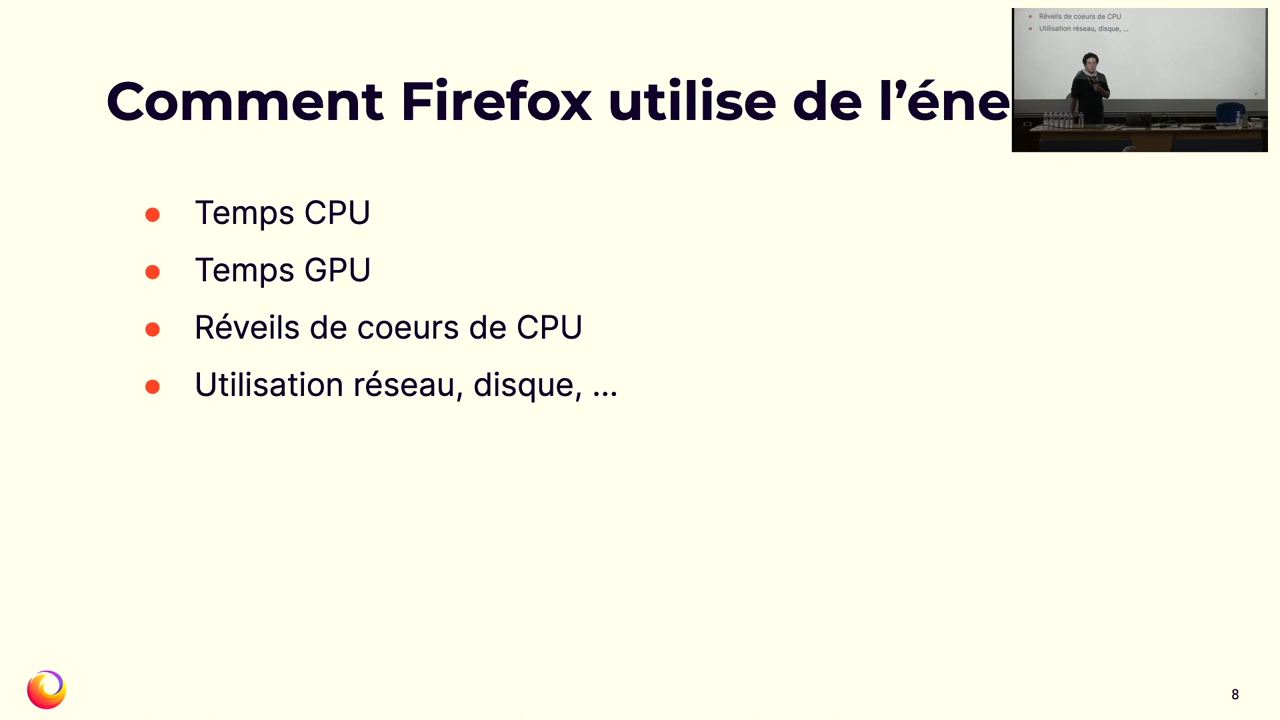 Comment Firefox utilise de l’éne
Réveils de coeurs de CPU
Utilisation réseau, disque, ...
Temps CPU
Temps GPU
Réveils de coeurs de CPU
Utilisation réseau, disque, ...
8